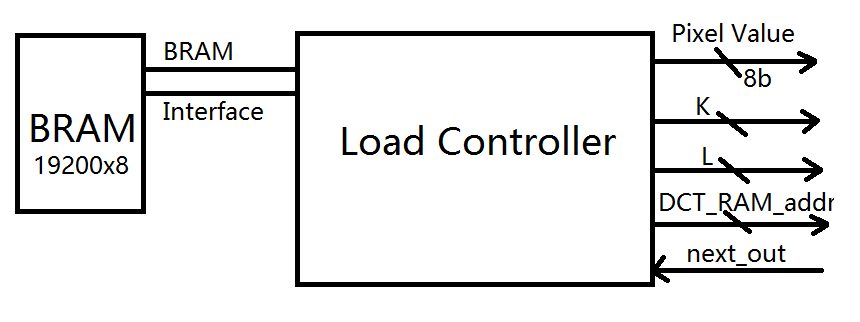 BRAM
19200x8
BRAM
Interface
Load Controller
Pixel Value
8b
K
L
DCT_RAM_addr
next_out